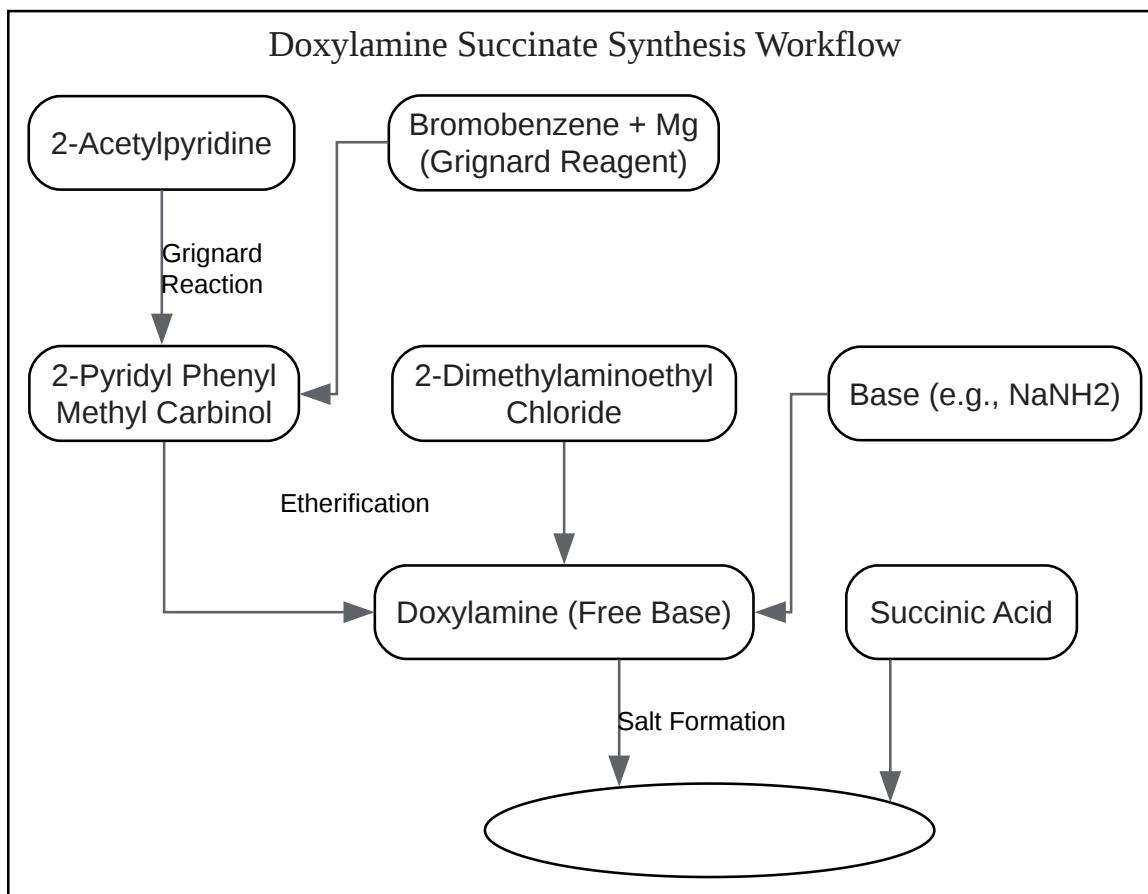 Doxylamine Succinate Synthesis Workflow
2-Acetylpyridine
Bromobenzene + Mg
(Grignard Reagent)
Grignard
Reaction
2-Pyridyl Phenyl
Methyl Carbinol
2-Dimethylaminoethyl
Chloride
Base (e.g., NaNH2)
Etherification
Doxylamine (Free Base)
Succinic Acid
Salt Formation